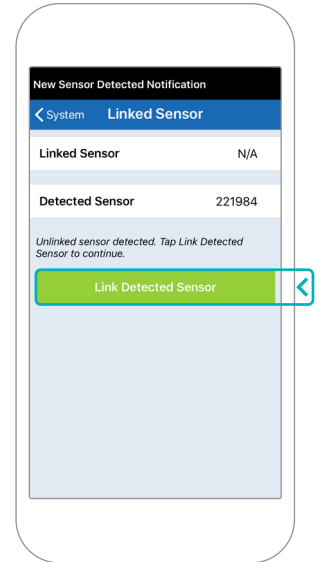 New Sensor Detected Notification
System Linked Sensor
Linked Sensor N/A
Detected Sensor 221984
Unlinked sensor detected. Tap Link Detected
Sensor to continue.
Link Detected Sensor